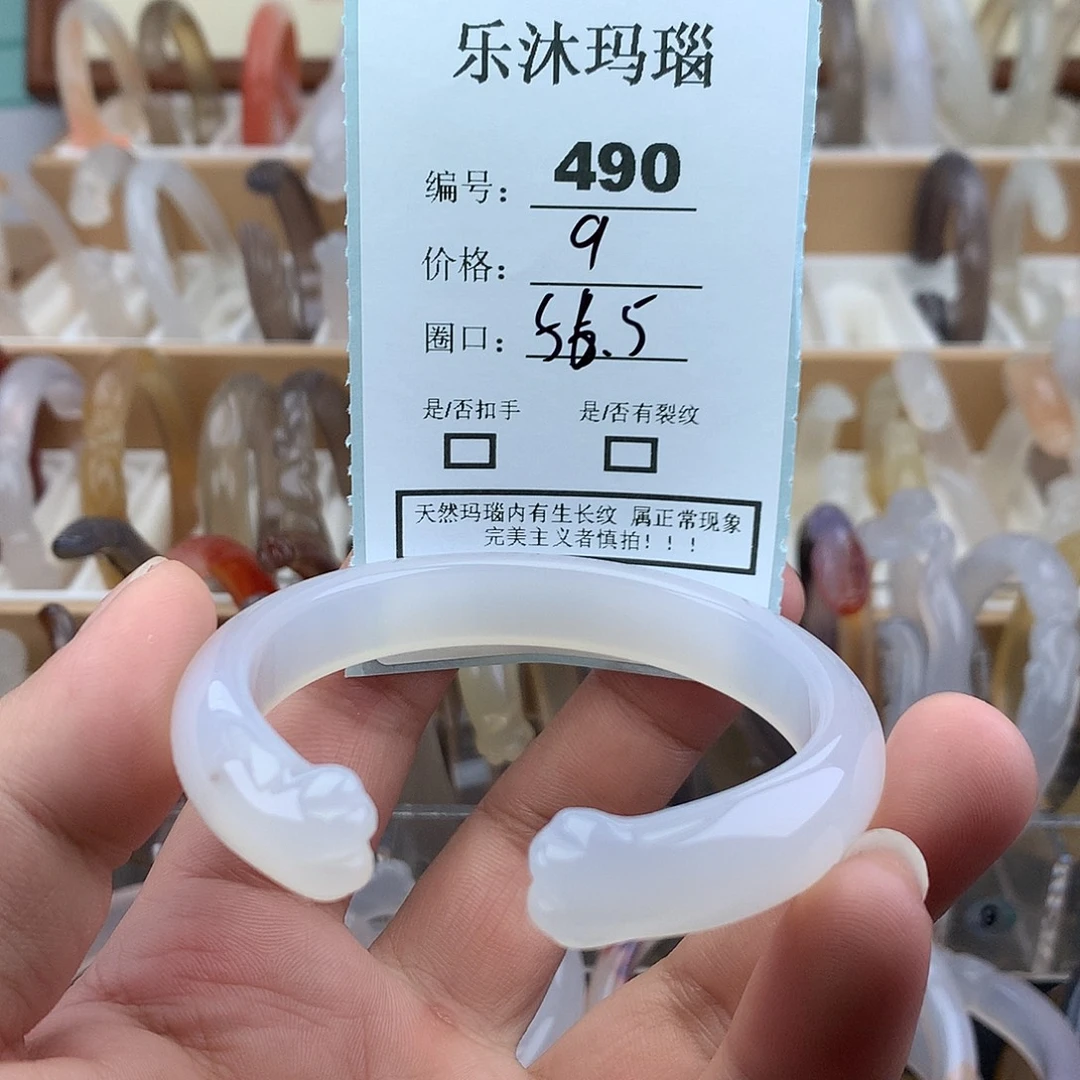 乐沐玛瑙
编号：490
价格：9
圈口：56.5
是/否扣手 是/否有裂纹
天然玛瑙内有生长纹 属正常现象
完美主义者慎拍！！！